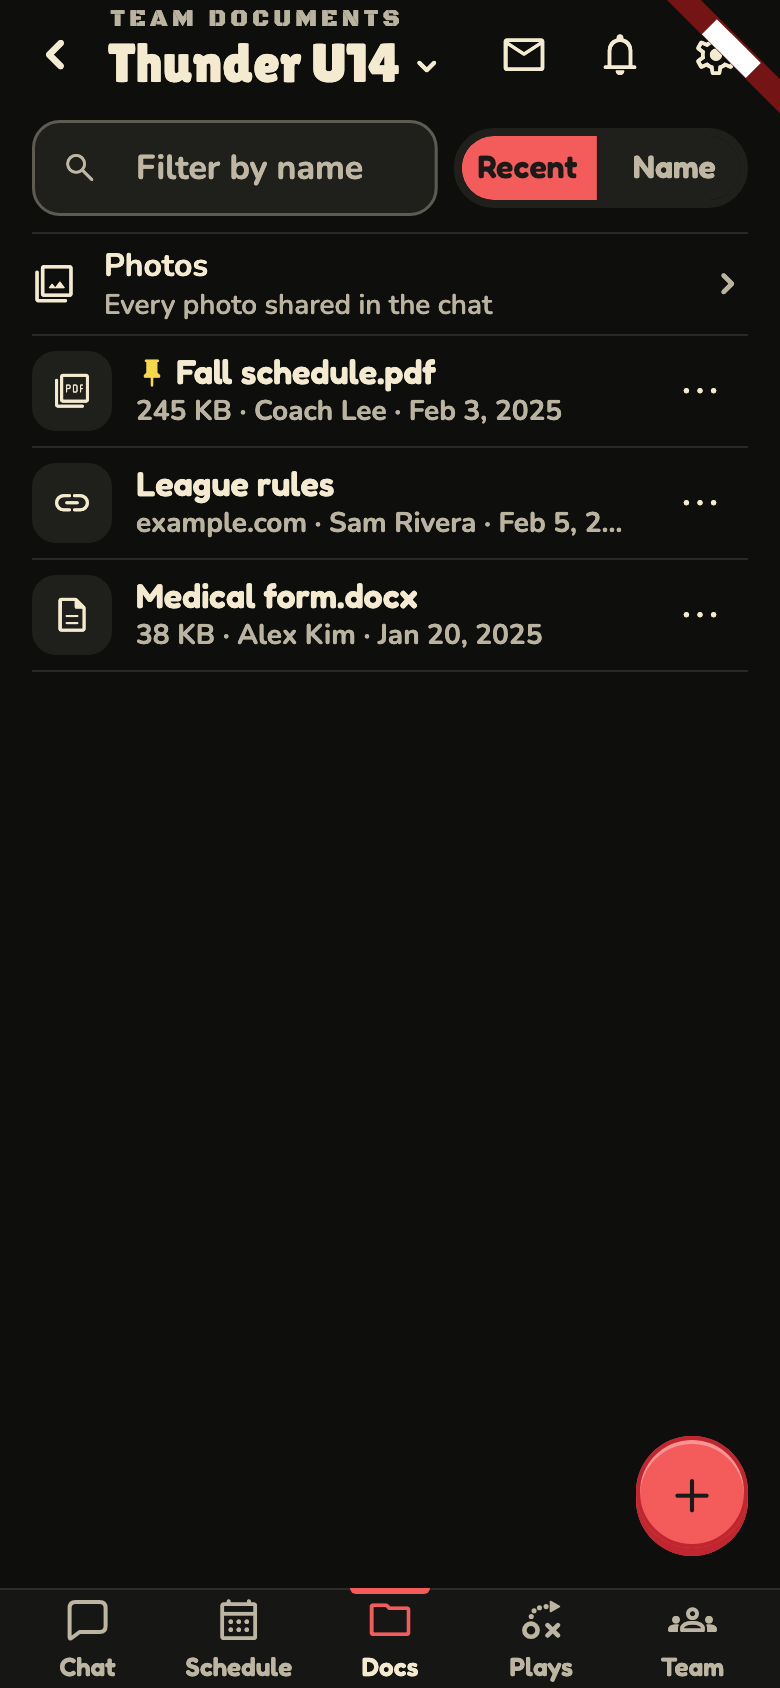 TEAM DOCUMENTS
Thunder U14
Filter by name
Recent
Name
Photos
Every photo shared in the chat
PDF
Fall schedule.pdf
245 KB · Coach Lee · Feb 3, 2025
League rules
example.com · Sam Rivera · Feb 5, 2...
Medical form.docx
38 KB · Alex Kim · Jan 20, 2025
Chat
Schedule
Docs
Plays
Team